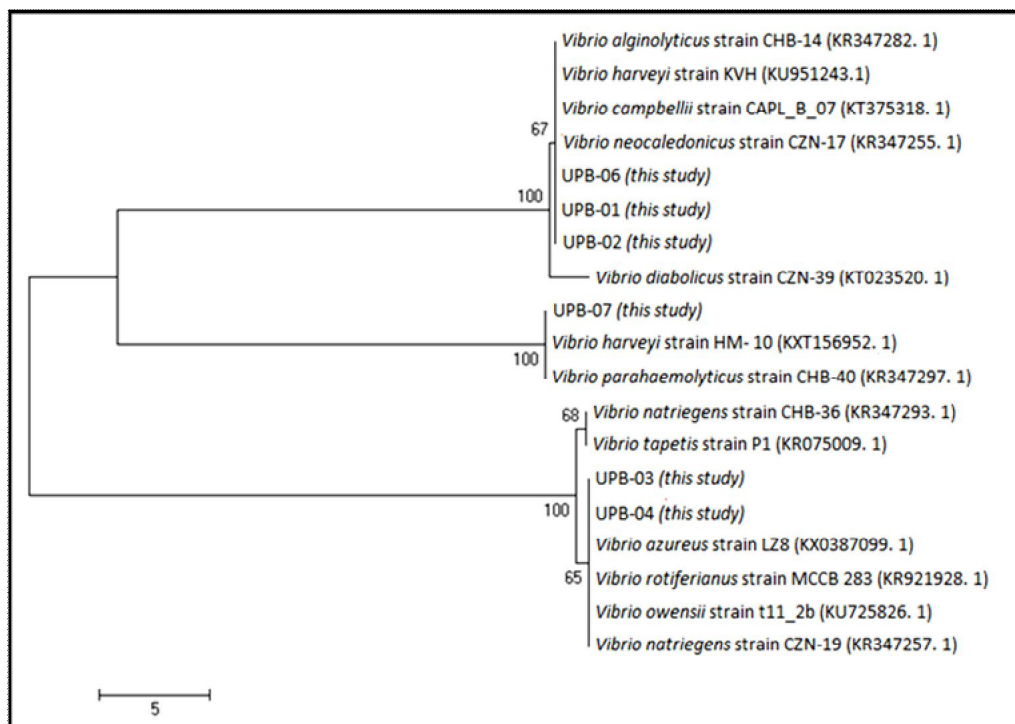 Vibrio alginolyticus strain CHB-14 (KR347282. 1)
Vibrio harveyi strain KVH (KU951243.1)
Vibrio campbellii strain CAPL_B_07 (KT375318. 1)
67
Vibrio neocaledonicus strain CZN-17 (KR347255. 1)
UPB-06 (this study)
100
UPB-01 (this study)
UPB-02 (this study)
Vibrio diabolicus strain CZN-39 (KT023520. 1)
UPB-07 (this study)
Vibrio harveyi strain HM- 10 (KXT156952. 1)
100
Vibrio parahaemolyticus strain CHB-40 (KR347297. 1)
68
Vibrio natriegens strain CHB-36 (KR347293. 1)
Vibrio tapetis strain P1 (KR075009. 1)
UPB-03 (this study)
100
UPB-04 (this study)
Vibrio azureus strain LZ8 (KX0387099. 1)
65
Vibrio rotiferianus strain MCCB 283 (KR921928. 1)
Vibrio owensii strain t11_2b (KU725826. 1)
Vibrio natriegens strain CZN-19 (KR347257. 1)
5